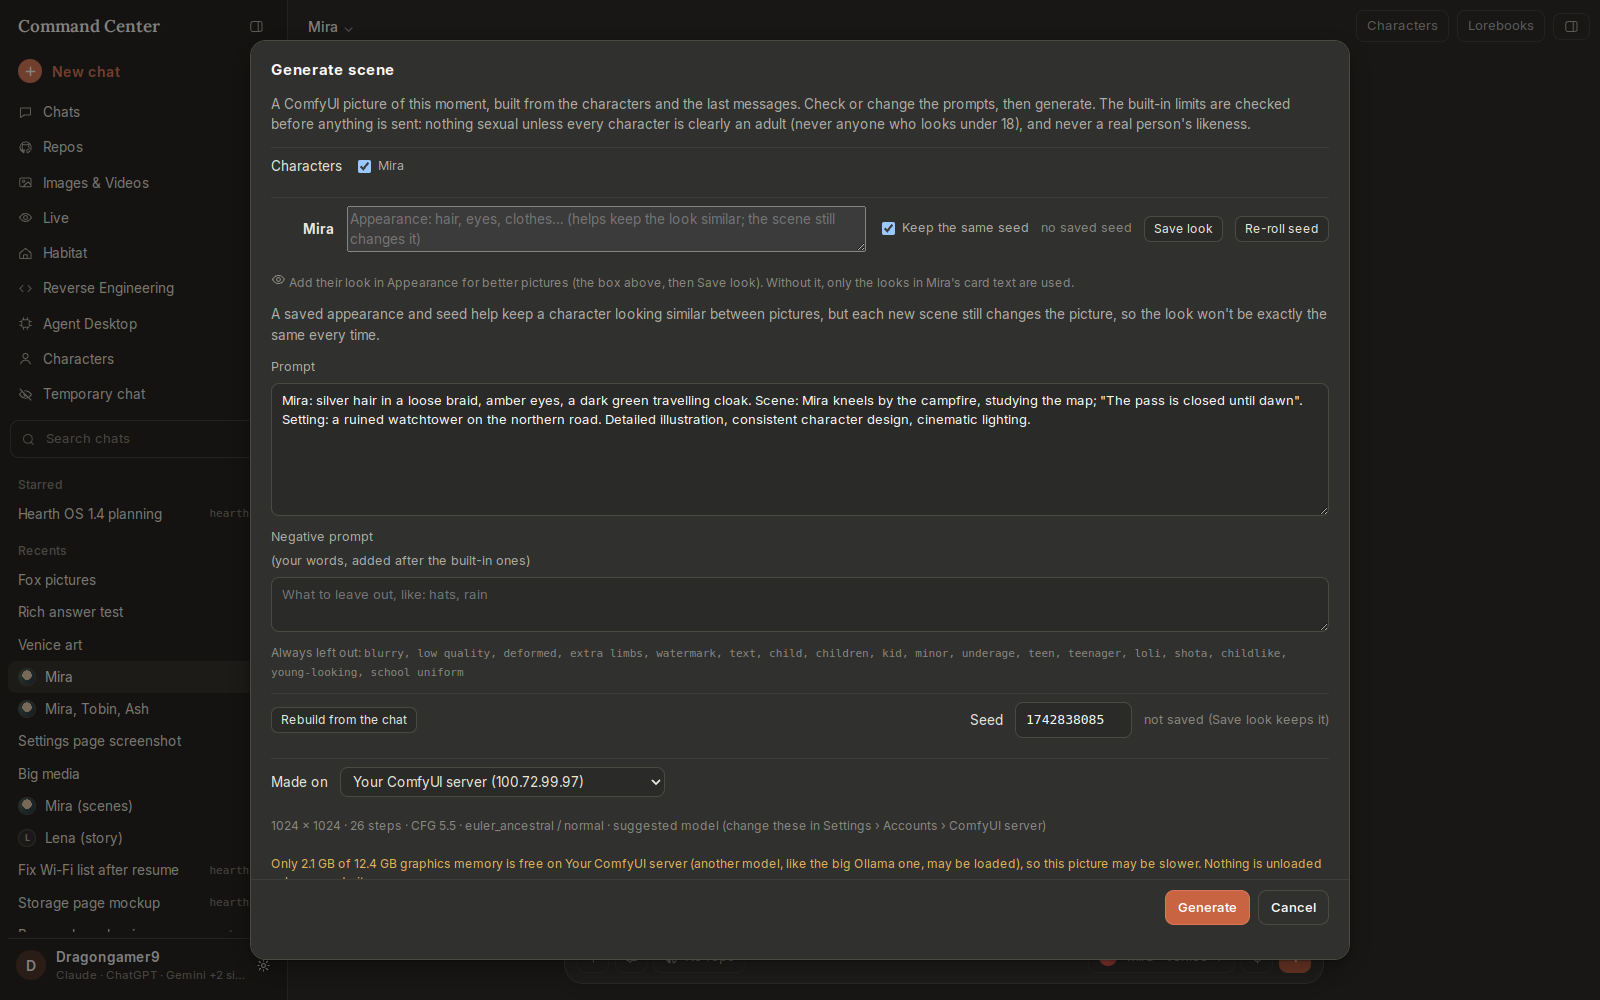 Command Center
New chat
Chats
Repos
Images & Videos
Live
Habitat
Reverse Engineering
Agent Desktop
Characters
Temporary chat
Search chats
Starred
Hearth OS 1.4 planning
hearth
Recents
Fox pictures
Rich answer test
Venice art
Mira
Mira, Tobin, Ash
Settings page screenshot
Big media
Mira (scenes)
L
Lena (story)
Fix Wi-Fi list after resume
hearth
Storage page mockup
hearth
D
Dragongamer9
Claude · ChatGPT · Gemini +2 si...
Mira
Characters
Lorebooks
Generate scene
A ComfyUI picture of this moment, built from the characters and the last messages. Check or change the prompts, then generate. The built-in limits are checked
before anything is sent: nothing sexual unless every character is clearly an adult (never anyone who looks under 18), and never a real person's likeness.
Characters
Mira
Mira
Appearance: hair, eyes, clothes... (helps keep the look similar; the scene still
changes it)
Keep the same seed
no saved seed
Save look
Re-roll seed
Add their look in Appearance for better pictures (the box above, then Save look). Without it, only the looks in Mira's card text are used.
A saved appearance and seed help keep a character looking similar between pictures, but each new scene still changes the picture, so the look won't be exactly the
same every time.
Prompt
Mira: silver hair in a loose braid, amber eyes, a dark green travelling cloak. Scene: Mira kneels by the campfire, studying the map; "The pass is closed until dawn".
Setting: a ruined watchtower on the northern road. Detailed illustration, consistent character design, cinematic lighting.
Negative prompt
(your words, added after the built-in ones)
What to leave out, like: hats, rain
Always left out: blurry, low quality, deformed, extra limbs, watermark, text, child, children, kid, minor, underage, teen, teenager, loli, shota, childlike,
young-looking, school uniform
Rebuild from the chat
Seed
1742838085
not saved (Save look keeps it)
Made on
Your ComfyUI server (100.72.99.97)
1024 × 1024 · 26 steps · CFG 5.5 · euler_ancestral / normal · suggested model (change these in Settings › Accounts › ComfyUI server)
Only 2.1 GB of 12.4 GB graphics memory is free on Your ComfyUI server (another model, like the big Ollama one, may be loaded), so this picture may be slower. Nothing is unloaded
Generate
Cancel